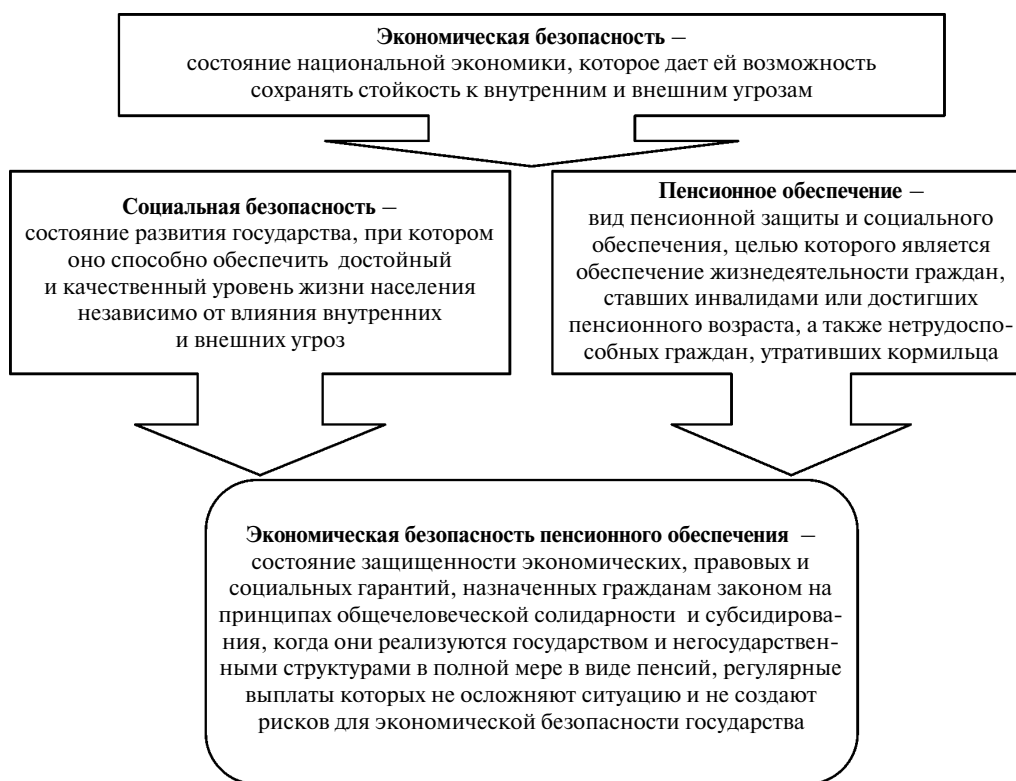 Экономическая безопасность –
состояние национальной экономики, которое дает ей возможность
сохранять стойкость к внутренним и внешним угрозам
Социальная безопасность –
состояние развития государства, при котором
оно способно обеспечить достойный
и качественный уровень жизни населения
независимо от влияния внутренних
и внешних угроз
Пенсионное обеспечение –
вид пенсионной защиты и социального
обеспечения, целью которого является
обеспечение жизнедеятельности граждан,
ставших инвалидами или достигших
пенсионного возраста, а также нетрудоспо-
собных граждан, утративших кормильца
Экономическая безопасность пенсионного обеспечения –
состояние защищенности экономических, правовых и
социальных гарантий, назначенных гражданам законом на
принципах общечеловеческой солидарности и субсидирова-
ния, когда они реализуются государством и негосударствен-
ными структурами в полной мере в виде пенсий, регулярные
выплаты которых не осложняют ситуацию и не создают
рисков для экономической безопасности государства